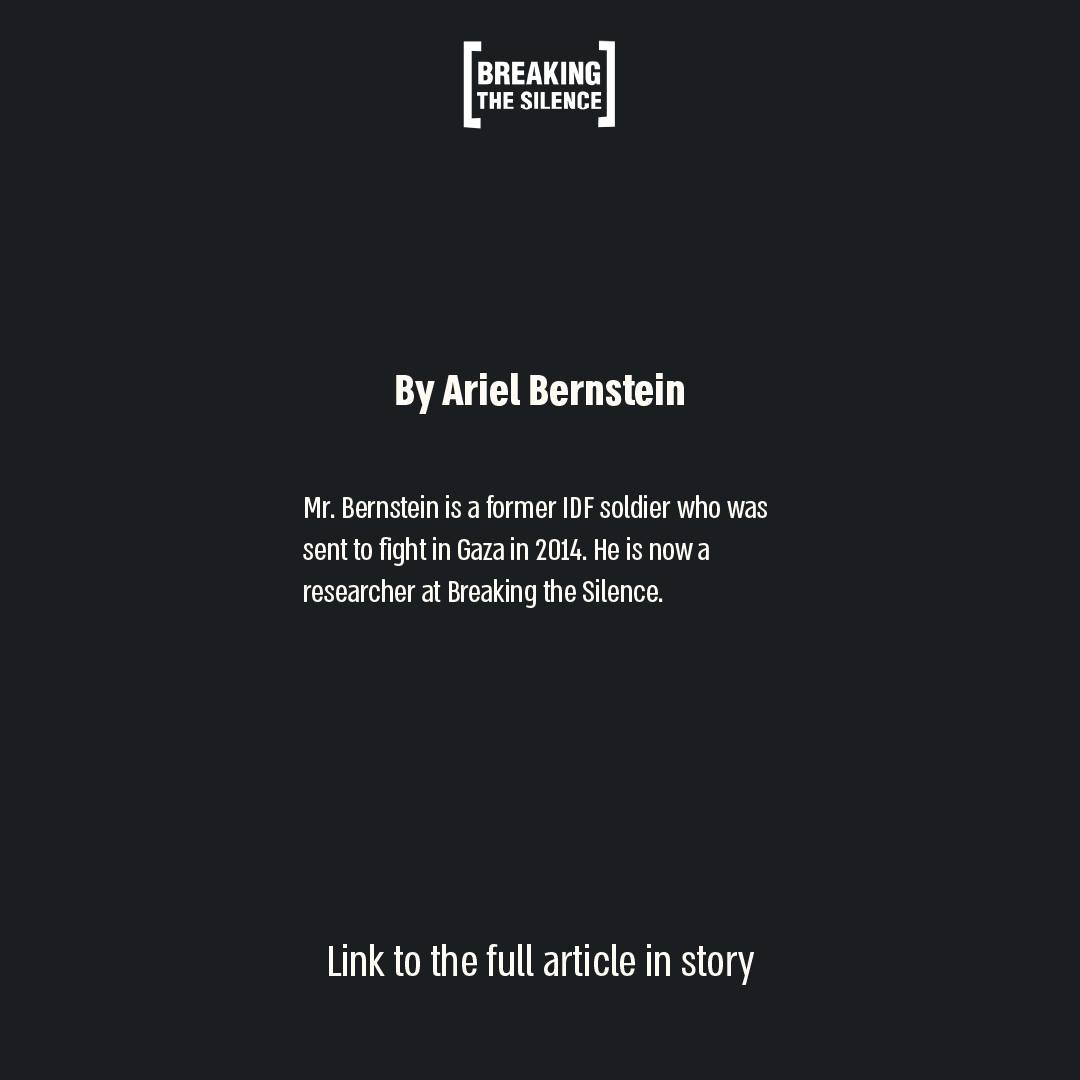 BREAKING
THE SILENCE
By Ariel Bernstein
Mr. Bernstein is a former IDF soldier who was
sent to fight in Gaza in 2014. He is now a
researcher at Breaking the Silence.
Link to the full article in story